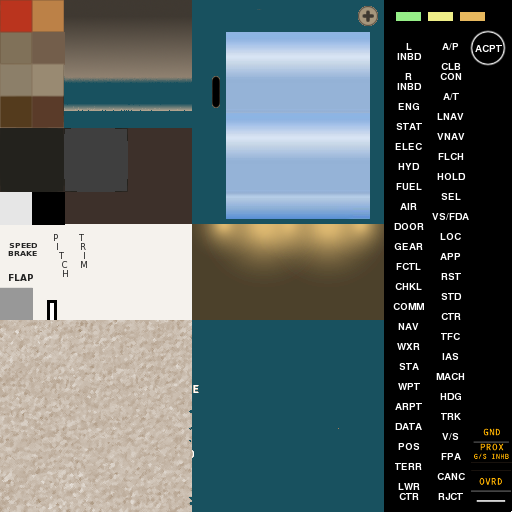 SPEED
BRAKE
FLAP
PITCH
TRIM
E
L
INBD
R
INBD
ENG
STAT
ELEC
HYD
FUEL
AIR
DOOR
GEAR
FCTL
CHKL
COMM
NAV
WXR
STA
WPT
ARPT
DATA
POS
TERR
LWR
CTR
A/P
CLB
CON
A/T
LNAV
VNAV
FLCH
HOLD
SEL
VS/FDA
LOC
APP
RST
STD
CTR
TFC
IAS
MACH
HDG
TRK
V/S
FPA
CANC
RJCT
ACPT
GND
PROX
G/S INHB
OVRD